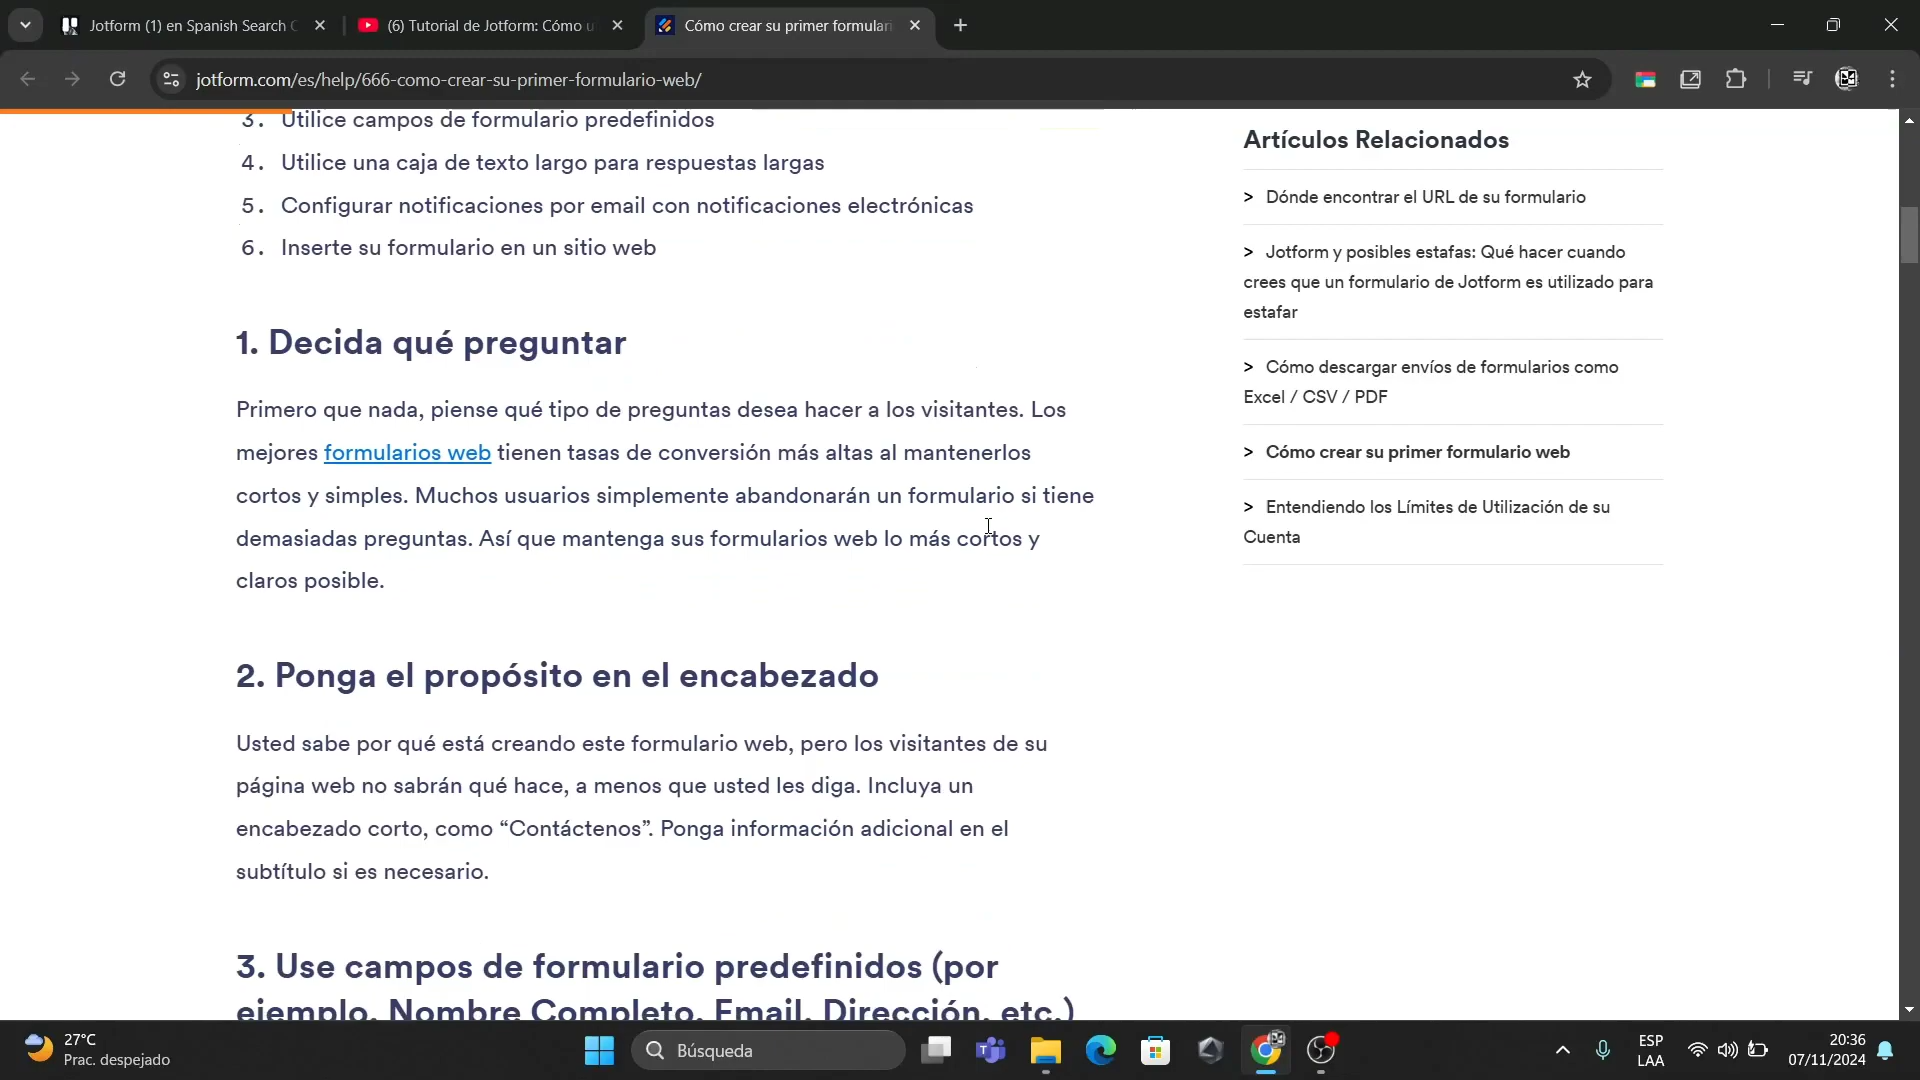 Jotform (1) en Spanish Search
(6) Tutorial de Jotform: Cómo u
Cómo crear su primer formulari
jotform.com/es/help/666-como-crear-su-primer-formulario-web/
3. Utilice campos de formulario predefinidos
4. Utilice una caja de texto largo para respuestas largas
5. Configurar notificaciones por email con notificaciones electrónicas
6. Inserte su formulario en un sitio web
1. Decida qué preguntar
Primero que nada, piense qué tipo de preguntas desea hacer a los visitantes. Los
mejores formularios web tienen tasas de conversión más altas al mantenerlos
cortos y simples. Muchos usuarios simplemente abandonarán un formulario si tiene
demasiadas preguntas. Así que mantenga sus formularios web lo más cortos y
claros posible.
2. Ponga el propósito en el encabezado
Usted sabe por qué está creando este formulario web, pero los visitantes de su
página web no sabrán qué hace, a menos que usted les diga. Incluya un
encabezado corto, como “Contáctenos”. Ponga información adicional en el
subtítulo si es necesario.
3. Use campos de formulario predefinidos (por
ejemplo, Nombre Completo, Email, Dirección, etc.)
Artículos Relacionados
> Dónde encontrar el URL de su formulario
> Jotform y posibles estafas: Qué hacer cuando
crees que un formulario de Jotform es utilizado para
estafar
> Cómo descargar envíos de formularios como
Excel / CSV / PDF
> Cómo crear su primer formulario web
> Entendiendo los Límites de Utilización de su
Cuenta
27°C
Prac. despejado
Búsqueda
ESP
LAA
20:36
07/11/2024